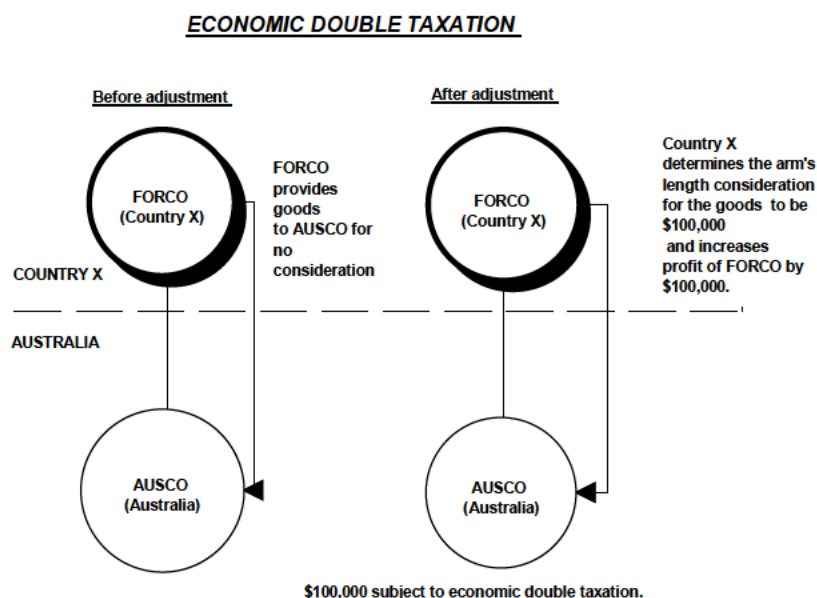 ECONOMIC DOUBLE TAXATION
Before adjustment
FORCO
(Country X)
FORCO
provides
goods
to AUSCO for
no
consideration
After adjustment
FORCO
(Country X)
Country X
determines the arm's
length consideration
for the goods to be
$100,000
and increases
profit of FORCO by
$100,000.
COUNTRY X
AUSTRALIA
AUSCO
(Australia)
AUSCO
(Australia)
$100,000 subject to economic double taxation.